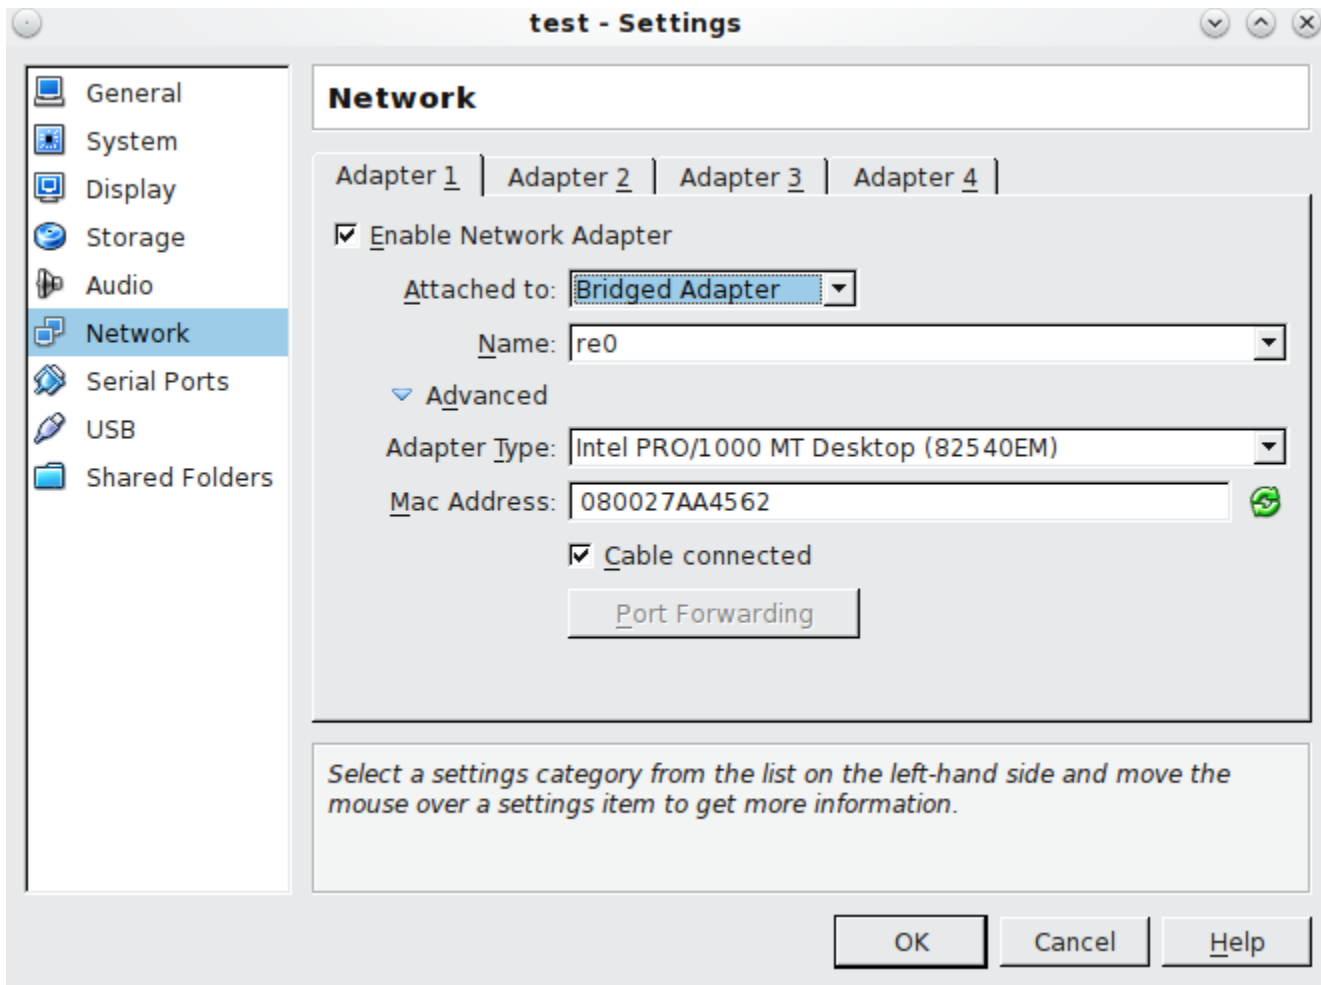 test - Settings
General
System
Display
Storage
Audio
Network
Serial Ports
USB
Shared Folders
Network
Adapter 1
Adapter 2
Adapter 3
Adapter 4
Enable Network Adapter
Attached to: Bridged Adapter
Name: re0
Advanced
Adapter Type: Intel PRO/1000 MT Desktop (82540EM)
Mac Address: 080027AA4562
Cable connected
Port Forwarding
Select a settings category from the list on the left-hand side and move the
mouse over a settings item to get more information.
OK
Cancel
Help